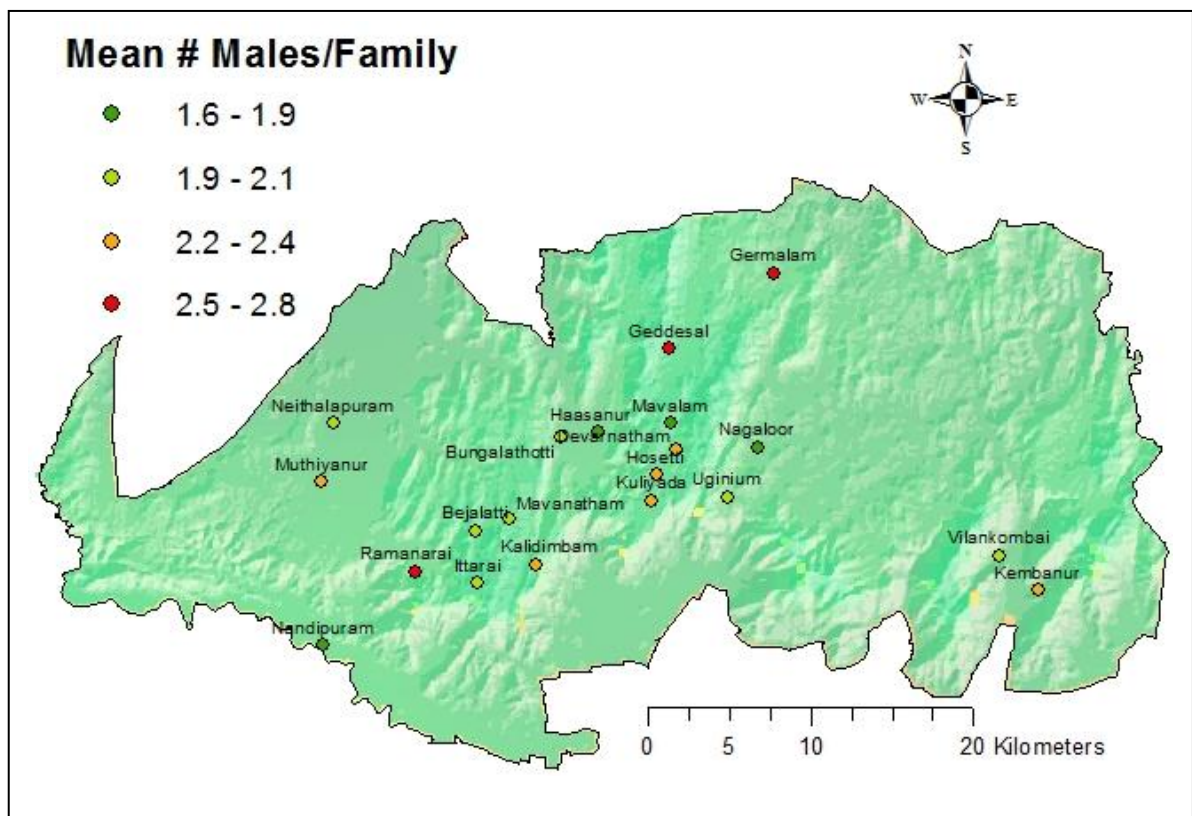 Mean # Males/Family
1.6 - 1.9
1.9 - 2.1
2.2 - 2.4
2.5 - 2.8
N
W E
S
Germalam
Geddesal
Neithalapuram
Haasanur
Mavalam
Devarnatham
Nagaloor
Bungalathotti
Muthiyanur
Hosetti
Kuliyada
Uginium
Bejalatti
Mavanatham
Vilankombai
Ramanarai
Kalidimbam
Ittarai
Kembanur
Nandipuram
0 5 10 20 Kilometers